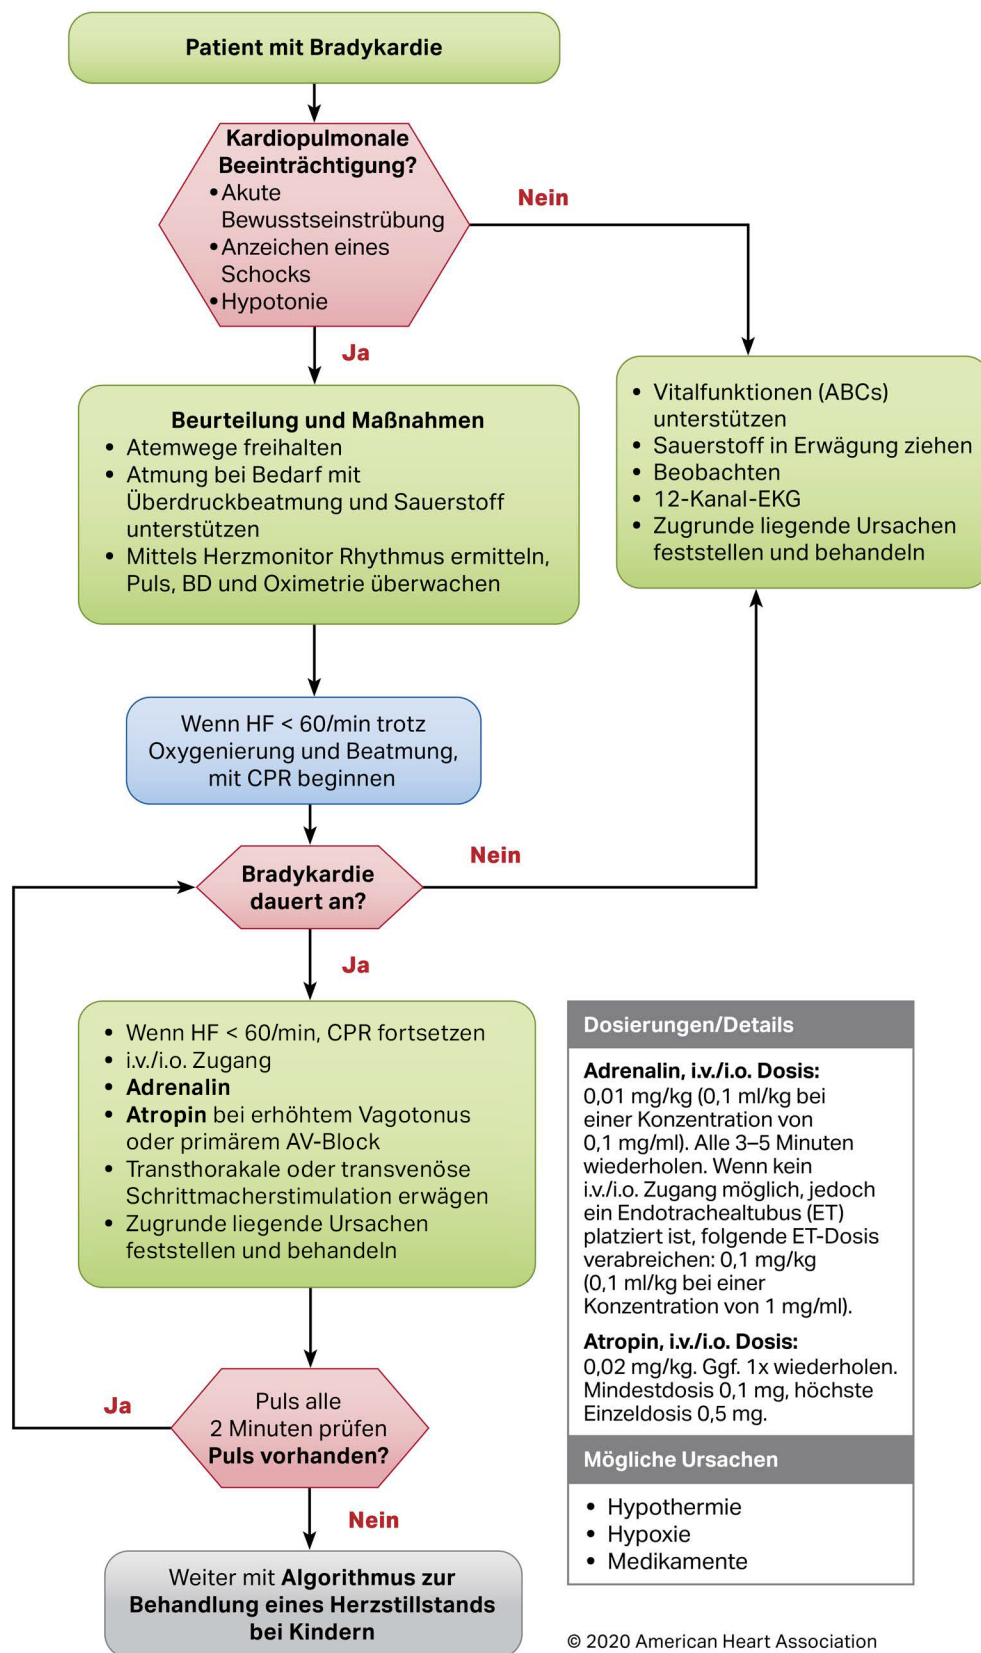 Patient mit Bradykardie
Kardiopulmonale
Beeinträchtigung?
•Akute
Bewusstseinstrübung
•Anzeichen eines
Schocks
•Hypotonie
Nein
Ja
• Vitalfunktionen (ABCs)
unterstützen
• Sauerstoff in Erwägung ziehen
• Beobachten
• 12-Kanal-EKG
• Zugrunde liegende Ursachen
feststellen und behandeln
Beurteilung und Maßnahmen
• Atemwege freihalten
• Atmung bei Bedarf mit
Überdruckbeatmung und Sauerstoff
unterstützen
• Mittels Herzmonitor Rhythmus ermitteln,
Puls, BD und Oximetrie überwachen
Wenn HF < 60/min trotz
Oxygenierung und Beatmung,
mit CPR beginnen
Bradykardie
dauert an?
Nein
Ja
• Wenn HF < 60/min, CPR fortsetzen
• i.v./i.o. Zugang
• Adrenalin
• Atropin bei erhöhtem Vagotonus
oder primärem AV-Block
• Transthorakale oder transvenöse
Schrittmacherstimulation erwägen
• Zugrunde liegende Ursachen
feststellen und behandeln
Puls alle
2 Minuten prüfen
Puls vorhanden?
Ja
Nein
Weiter mit Algorithmus zur
Behandlung eines Herzstillstands
bei Kindern
Dosierungen/Details
Adrenalin, i.v./i.o. Dosis:
0,01 mg/kg (0,1 ml/kg bei
einer Konzentration von
0,1 mg/ml). Alle 3–5 Minuten
wiederholen. Wenn kein
i.v./i.o. Zugang möglich, jedoch
ein Endotrachealtubus (ET)
platziert ist, folgende ET-Dosis
verabreichen: 0,1 mg/kg
(0,1 ml/kg bei einer
Konzentration von 1 mg/ml).
Atropin, i.v./i.o. Dosis:
0,02 mg/kg. Ggf. 1x wiederholen.
Mindestdosis 0,1 mg, höchste
Einzeldosis 0,5 mg.
Mögliche Ursachen
• Hypothermie
• Hypoxie
• Medikamente
© 2020 American Heart Association